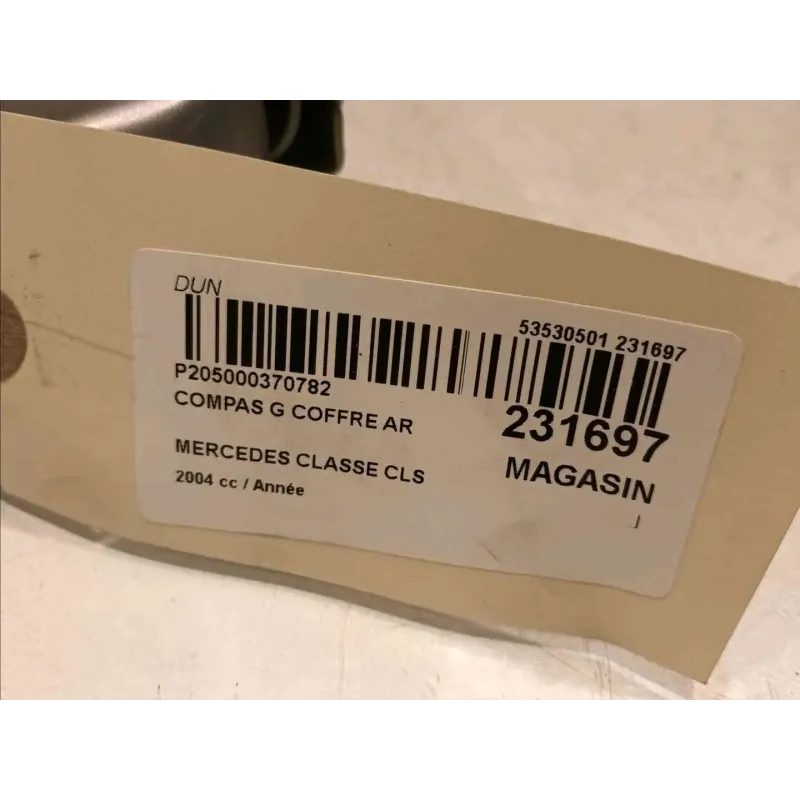 DUN
53530501 231697
P205000370782
COMPAS G COFFRE AR
231697
MERCEDES CLASSE CLS
MAGASIN
2004 cc / Année